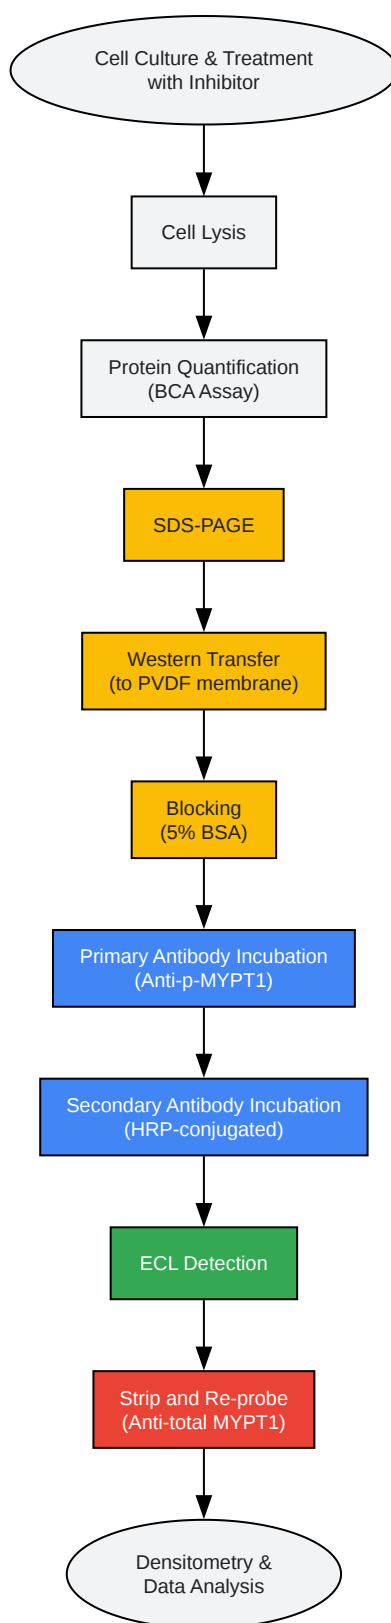 Cell Culture & Treatment
with Inhibitor
Cell Lysis
Protein Quantification
(BCA Assay)
SDS-PAGE
Western Transfer
(to PVDF membrane)
Blocking
(5% BSA)
Primary Antibody Incubation
(Anti-p-MYPT1)
Secondary Antibody Incubation
(HRP-conjugated)
ECL Detection
Strip and Re-probe
(Anti-total MYPT1)
Densitometry &
Data Analysis